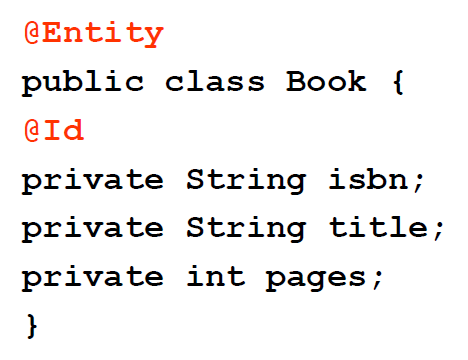 @Entity
public class Book {
@Id
private String isbn;
private String title;
private int pages;
}